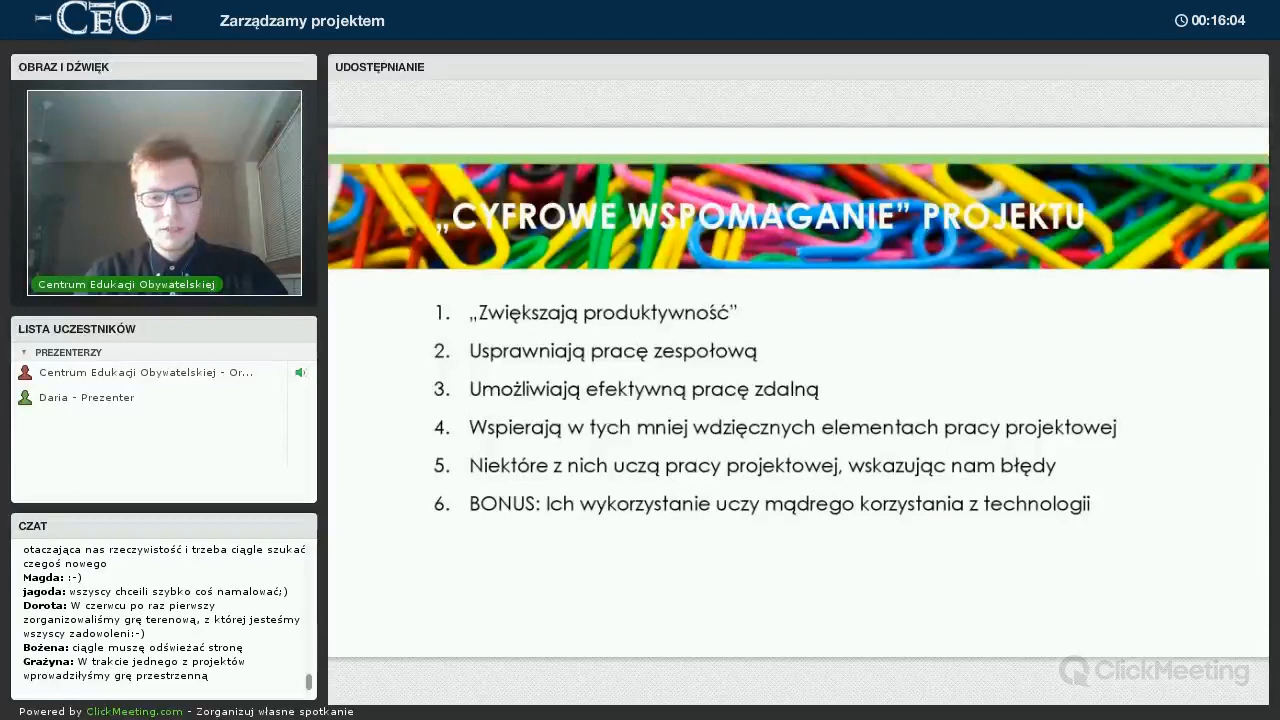 -CEO-
Zarządzamy projektem
00:16:04
OBRAZ I DŹWIĘK
Centrum Edukacji Obywatelskiej
LISTA UCZESTNIKÓW
PREZENTERZY
Centrum Edukacji Obywatelskiej - Or...
Daria - Prezenter
CZAT
otaczająca nas rzeczywistość i trzeba ciągle szukać
czegoś nowego
Magda: :-)
jagoda: wszyscy chceili szybko coś namalować;)
Dorota: W czerwcu po raz pierwszy
zorganizowaliśmy grę terenową, z której jesteśmy
wszyscy zadowoleni:-)
Bożena: ciągle muszę odświeżać stronę
Grażyna: W trakcie jednego z projektów
wprowadziłyśmy grę przestrzenną
UDOSTĘPNIANIE
„CYFROWE WSPOMAGANIE” PROJEKTU
1. „Zwiększają produktywność”
2. Usprawniają pracę zespołową
3. Umożliwiają efektywną pracę zdalną
4. Wspierają w tych mniej wdzięcznych elementach pracy projektowej
5. Niektóre z nich uczą pracy projektowej, wskazując nam błędy
6. BONUS: Ich wykorzystanie uczy mądrego korzystania z technologii
ClickMeeting
Powered by ClickMeeting.com - Zorganizuj własne spotkanie